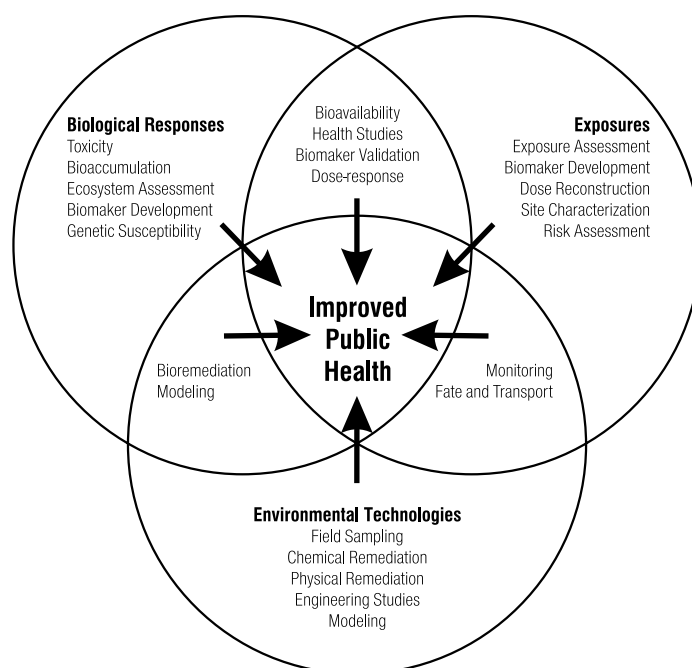 Biological Responses
Toxicity
Bioaccumulation
Ecosystem Assessment
Biomaker Development
Genetic Susceptibility
Bioavailability
Health Studies
Biomaker Validation
Dose-response
Exposures
Exposure Assessment
Biomaker Development
Dose Reconstruction
Site Characterization
Risk Assessment
Improved
Public
Health
Bioremediation
Modeling
Monitoring
Fate and Transport
Environmental Technologies
Field Sampling
Chemical Remediation
Physical Remediation
Engineering Studies
Modeling